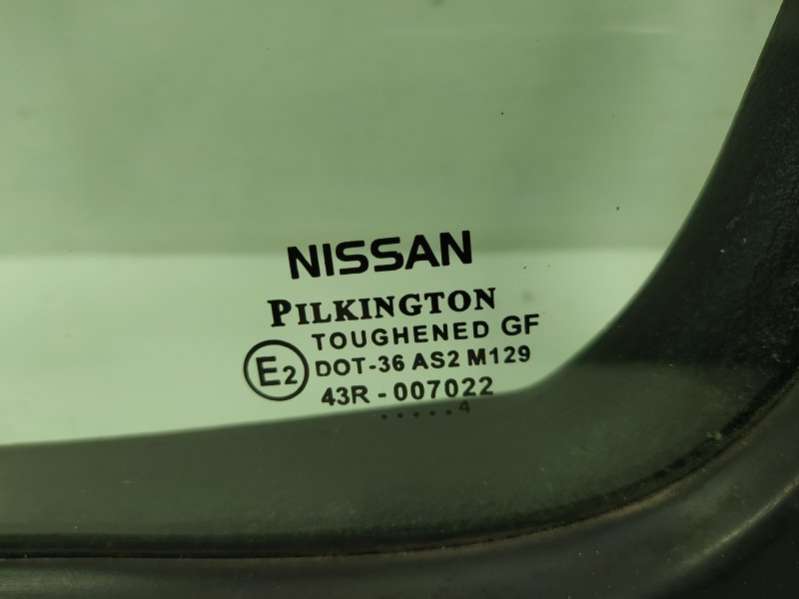 NISSAN
PILKINGTON
TOUGHENED GF
E2
DOT-36 AS2 M129
43R - 007022
.....4